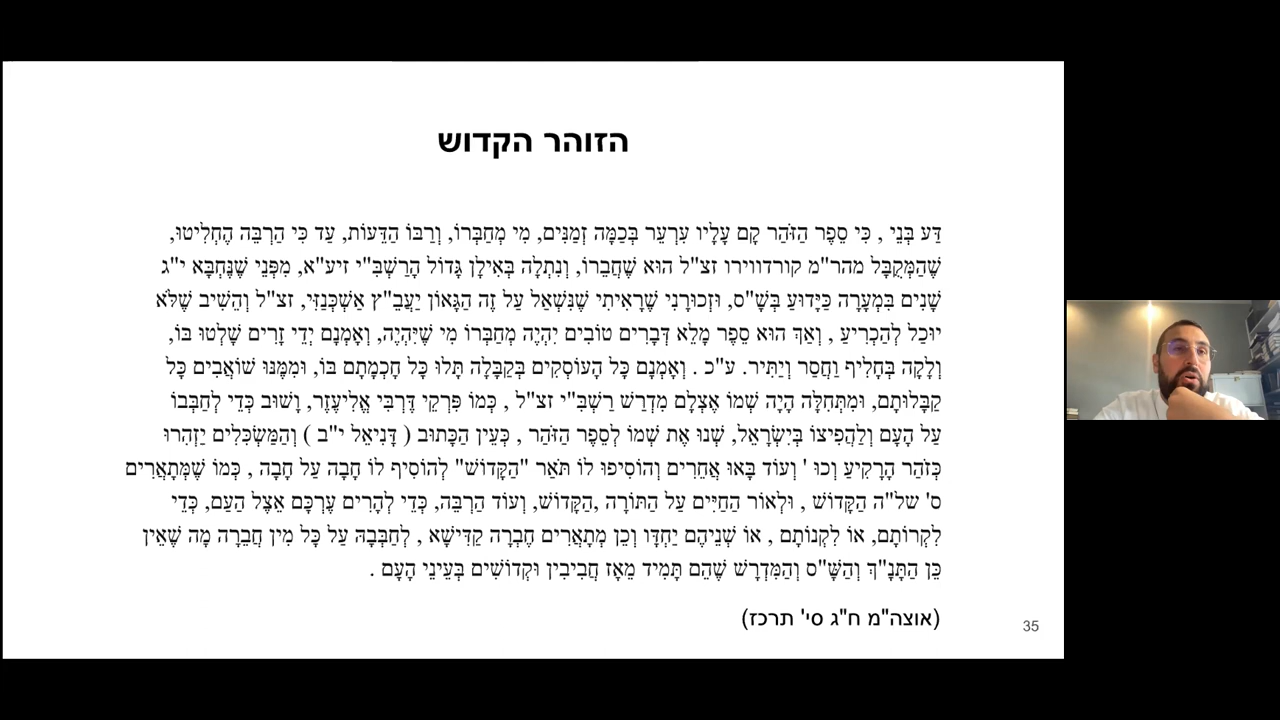 הזוהר הקדוש
דַּע בְּנִי , כִּי סֵפֶר הַזֹּהַר קָם עָלָיו עִרְעֵר בְּכַמָּה זְמַנִּים, מִי מְחַבְּרוֹ, וְרַבּוּ הַדֵּעוֹת, עַד כִּי הַרְבֵּה הֶחְלִיטוּ,
שֶׁהַמְּקֻבָּל מהר"מ קורדווירו זצ"ל הוּא שֶׁחֲבֵרוֹ, וְנִתְלָה בְּאִילָן גָּדוֹל הָרַשְׁבִּ"י זיע"א, מִפְּנֵי שֶׁנֶּחְבָּא י"ג
שָׁנִים בִּמְעָרָה כַּיָּדוּעַ בְּשַׁ"ס, וּזְכוּרַנִי שֶׁרָאִיתִי שֶׁנִּשְׁאַל עַל זֶה הַגָּאוֹן יַעֲבֵ"ץ אַשְׁכְּנַזִּי, זצ"ל וְהֵשִׁיב שֶׁלֹּא
יוּכַל לְהַכְרִיעַ , וְאַךְ הוּא סֵפֶר מָלֵא דְּבָרִים טוֹבִים יִהְיֶה מְחַבְּרוֹ מִי שֶׁיִּהְיֶה, וְאָמְנָם יְדֵי זָרִים שָׁלְטוּ בּוֹ,
וְלָקָה בְּחָלִיף וַחֲסַר וְיַתִּיר. ע"כ . וְאָמְנָם כָּל הָעוֹסְקִים בְּקַבָּלָה תָּלוּ כָּל חָכְמָתָם בּוֹ, וּמִמֶּנּוּ שׁוֹאֲבִים כָּל
קַבָּלוּתָם, וּמִתְּחִלָּה הָיָה שְׁמוֹ אֶצְלָם מִדְרַשׁ רַשְׁבִּ"י זצ"ל , כְּמוֹ פִּרְקֵי דְּרְבִּי אֱלִיעֶזֶר, וָשׁוּב כְּדֵי לְחַבְּבוֹ
עַל הָעָם וְלַהֲפִיצוֹ בְּיִשְׂרָאֵל, שִׁנּוּ אֶת שְׁמוֹ לְסֵפֶר הַזֹּהַר , כְּעֵין הַכָּתוּב ( דָּנִיֵּאל י"ב ) וְהַמַּשְׂכִּלִים יַזְהִרוּ
כְּזֹהַר הָרָקִיעַ וְכוּ ' וְעוֹד בָּאוּ אֲחֵרִים וְהוֹסִיפוּ לוֹ תֹּאַר "הַקָּדוֹשׁ" לְהוֹסִיף לוֹ חָבָה עַל חָבָה , כְּמוֹ שֶׁמְּתָאֲרִים
ס' של"ה הַקָּדוֹשׁ , וּלְאוֹר הַחַיִּים עַל הַתּוֹרָה ,הַקָּדוֹשׁ, וְעוֹד הַרְבֵּה, כְּדֵי לְהָרִים עֶרְכָּם אֵצֶל הָעַם, כְּדֵי
לִקְרוֹתָם, אוֹ לִקְנוֹתָם , אוֹ שְׁנֵיהֶם יַחְדָּו וְכֵן מְתָאֲרִים חֶבְרָה קַדִּישָׁא , לְחַבְּבָהּ עַל כָּל מִין חֲבֵרָה מָה שֶׁאֵין
כֵּן הַתָּנָ"ךְ וְהַשָּׁ"ס וְהַמִּדְרָשׁ שֶׁהֵם תָּמִיד מֵאָז חֲבִיבִין וּקְדוֹשִׁים בְּעֵינֵי הָעָם .
(אוצה"מ ח"ג סי' תרכז)
35